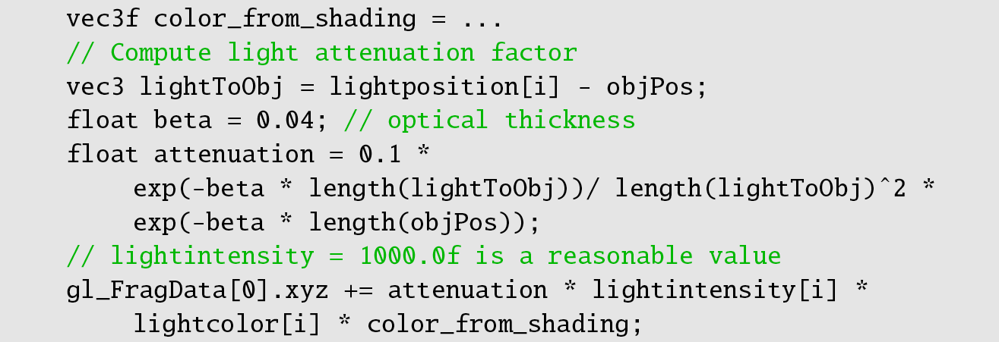 vec3f color_from_shading = ...
// Compute light attenuation factor
vec3 lightToObj = lightposition[i] - objPos;
float beta = 0.04; // optical thickness
float attenuation = 0.1 *
exp(-beta * length(lightToObj))/ length(lightToObj)^2 *
exp(-beta * length(objPos));
// lightintensity = 1000.0f is a reasonable value
gl_FragData[0].xyz += attenuation * lightintensity[i] *
lightcolor[i] * color_from_shading;